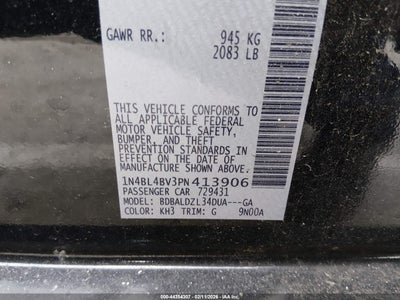 GAWR RR.: 945 KG
2083 LB
THIS VEHICLE CONFORMS TO
ALL APPLICABLE FEDERAL
MOTOR VEHICLE SAFETY,
BUMPER, AND THEFT
PREVENTION STANDARDS IN
EFFECT ON THE DATE OF
MANUFACTURE SHOWN ABOVE.
1N4BL4BV3PN413906
PASSENGER CAR 729431
MODEL: BDBALDZL34DUA---GA
COLOR: KH3 TRIM: G 9N00A
ID:44354307 - 02/11/2026 - IAA Inc.